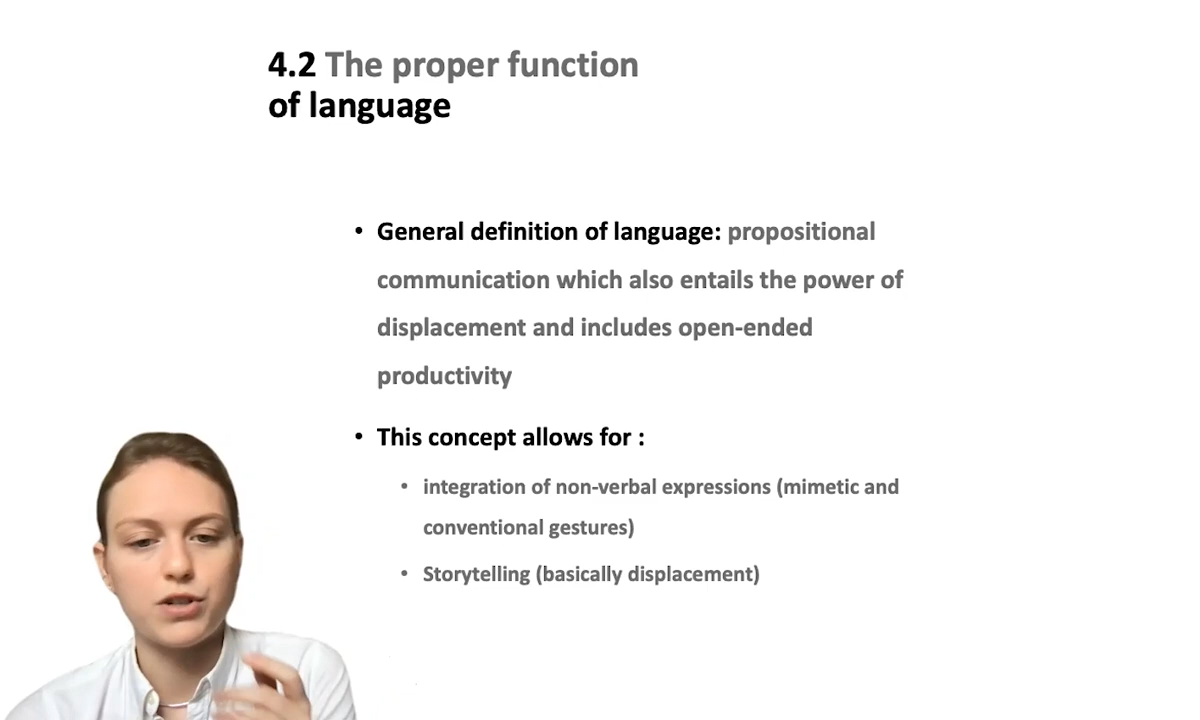 4.2 The proper function
of language
• General definition of language: propositional
communication which also entails the power of
displacement and includes open-ended
productivity
• This concept allows for :
• integration of non-verbal expressions (mimetic and
conventional gestures)
• Storytelling (basically displacement)